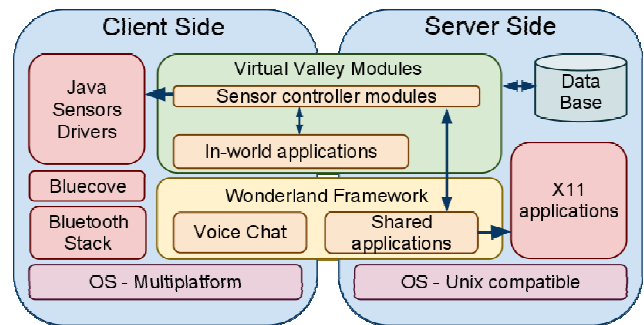 Client Side
Server Side
Java
Sensors
Drivers
Bluecove
Bluetooth
Stack
OS - Multiplatform
Virtual Valley Modules
Sensor controller modules
In-world applications
Wonderland Framework
Voice Chat
Shared
applications
Data
Base
X11
applications
OS - Unix compatible